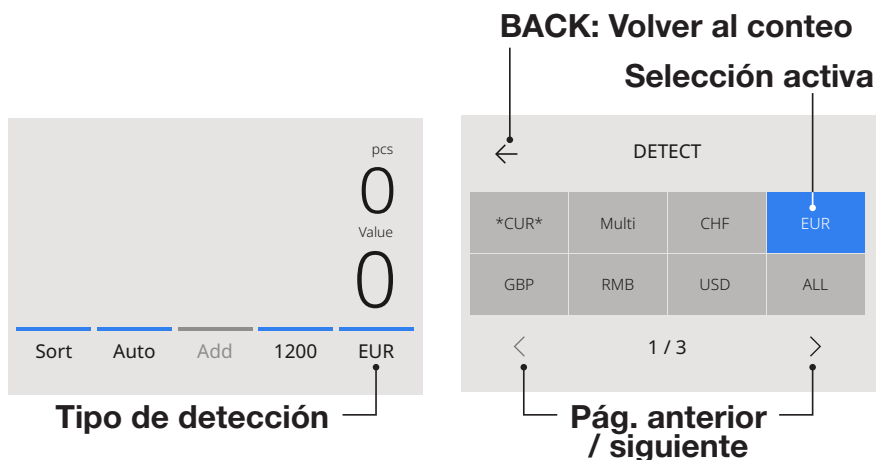 BACK: Volver al conteo
Selección activa
pcs
0
Value
0
Sort Auto Add 1200 EUR
Tipo de detección
DETECT
*CUR* Multi CHF EUR
GBP RMB USD ALL
1 / 3
Pág. anterior
/ siguiente